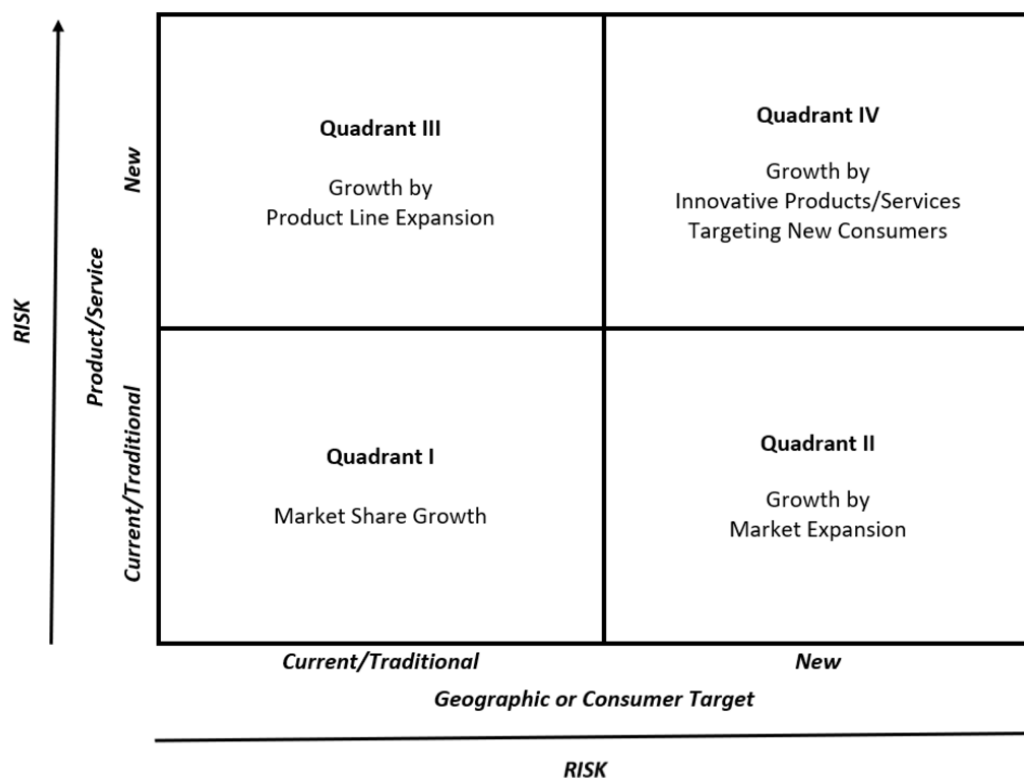 Quadrant III
Growth by
Product Line Expansion
Quadrant IV
Growth by
Innovative Products/Services
Targeting New Consumers
Quadrant I
Market Share Growth
Quadrant II
Growth by
Market Expansion
RISK
Product/Service
New
Current/Traditional
Current/Traditional
New
Geographic or Consumer Target
RISK